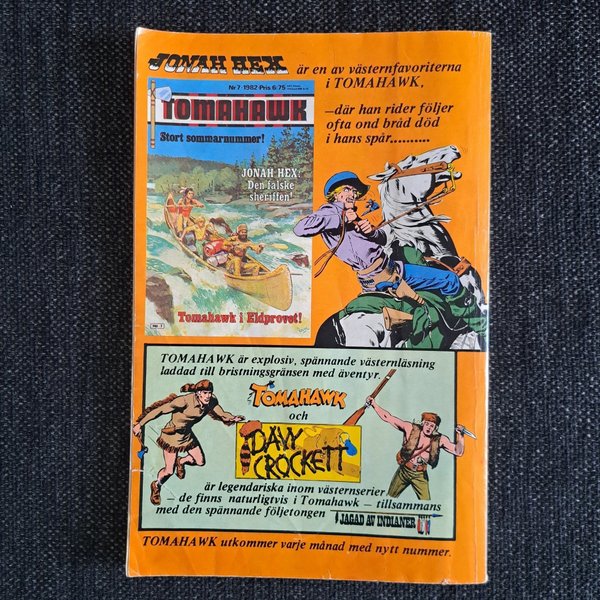 JONAH HEX är en av västernfavoriterna
i TOMAHAWK,
—där han rider följer
ofta ond bråd död
i hans spår..........
Nr 7 · 1982 · Pris 6:75
TOMAHAWK
Stort sommarnummer!
JONAH HEX:
Den falske
sheriffen!
Tomahawk i Eldprovet!
TOMAHAWK är explosiv, spännande västernläsning
laddad till bristningsgränsen med äventyr.
TOMAHAWK
och
DAVY
CROCKETT
är legendariska inom västernserier
– de finns naturligtvis i Tomahawk – tillsammans
med den spännande följetongen JAGAD AV INDIANER
TOMAHAWK utkommer varje månad med nytt nummer.